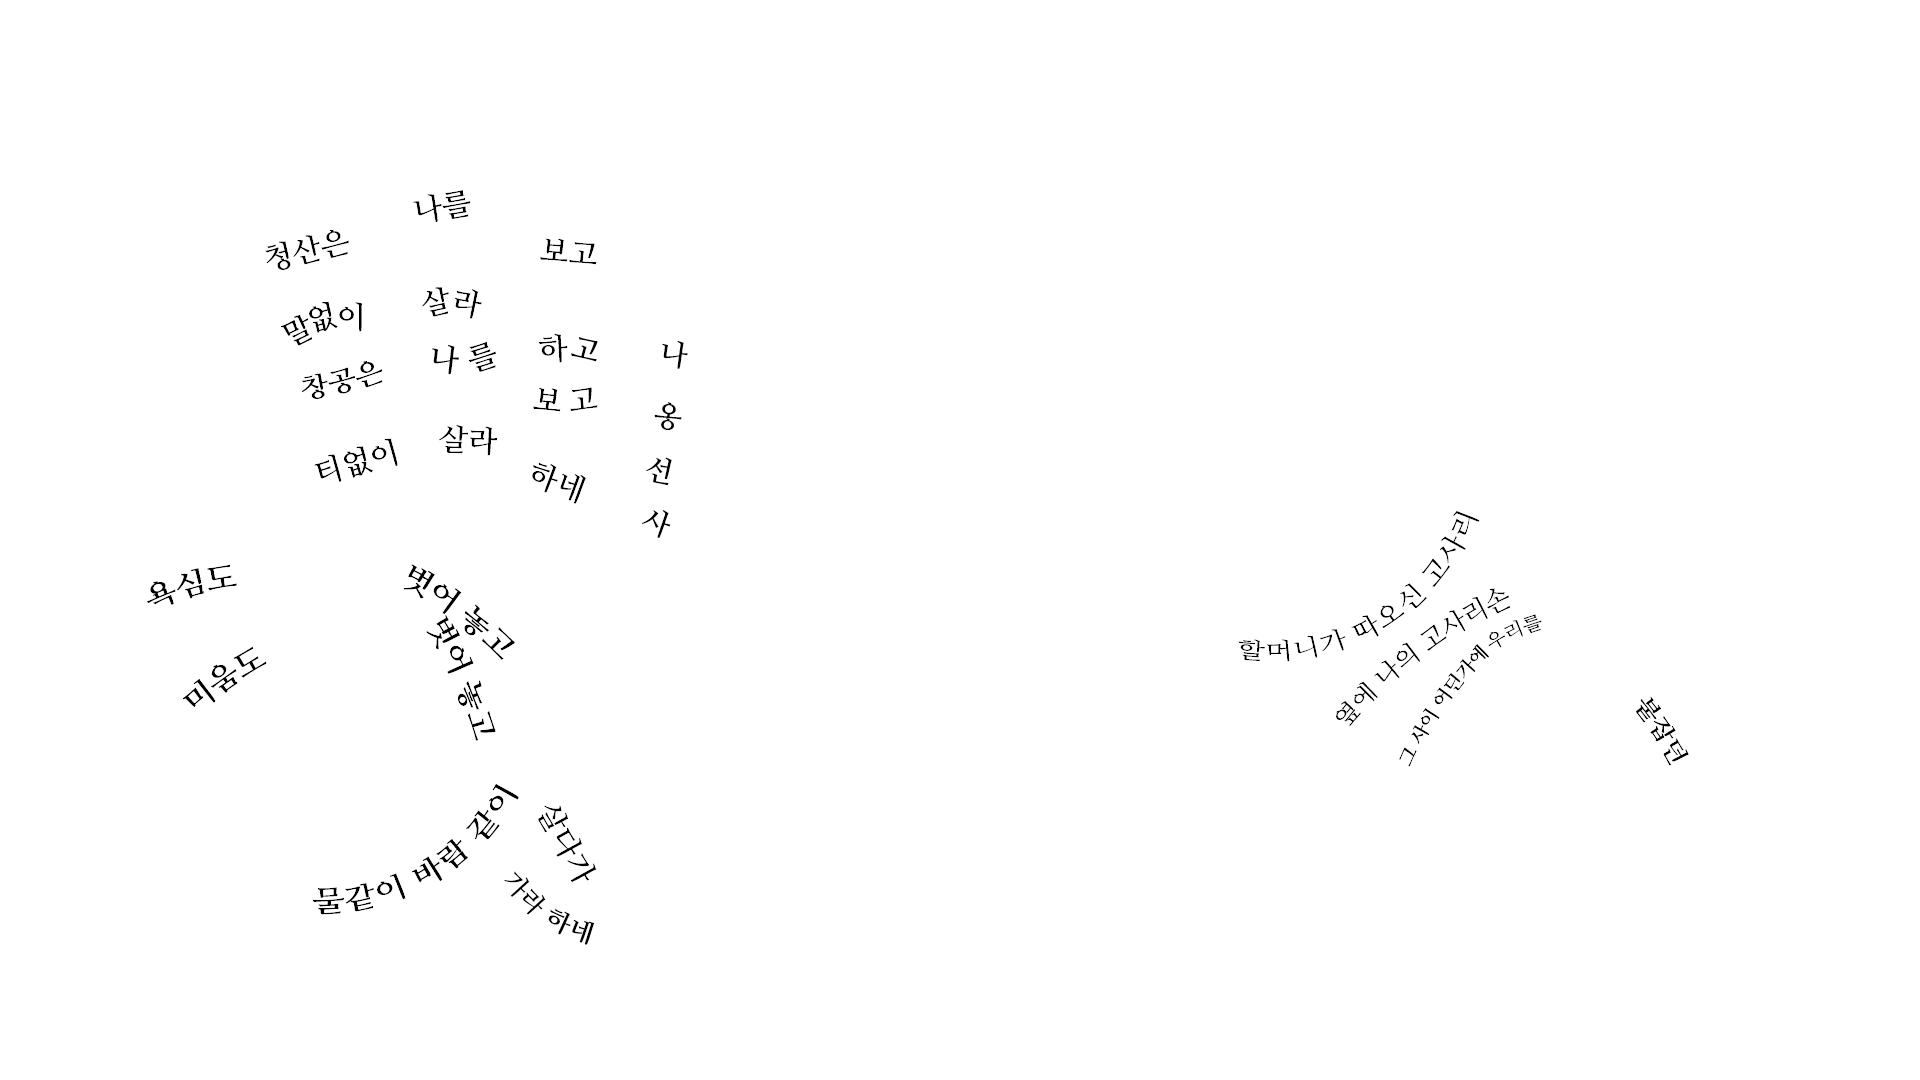 청산은 나를 보고
말없이 살라 하고
창공은 나를 보고
티없이 살라 하네
나옹선사
욕심도 벗어 놓고
미움도 벗어 놓고
물같이 바람 같이 살다가
가라 하네
할머니가 따오신 고사리
옆에 나의 고사리손
그 사이 어딘가에 우리를
붙잡던